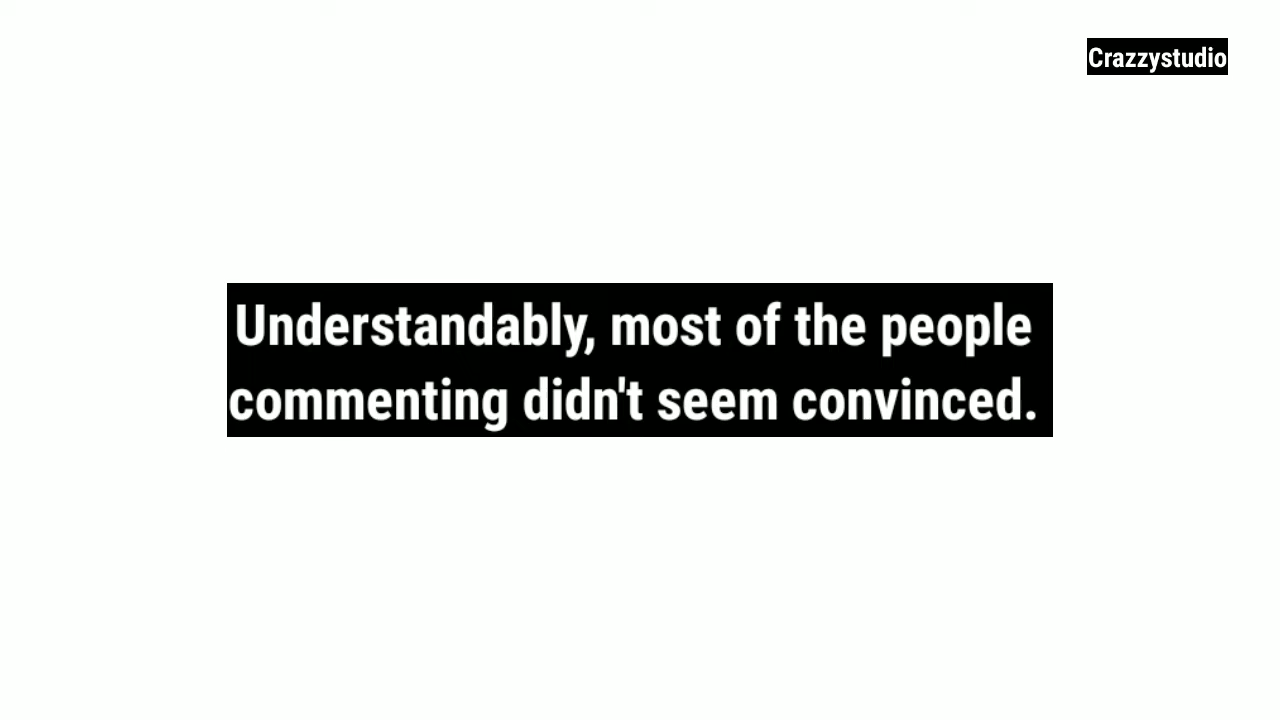 Crazzystudio
Understandably, most of the people
commenting didn't seem convinced.